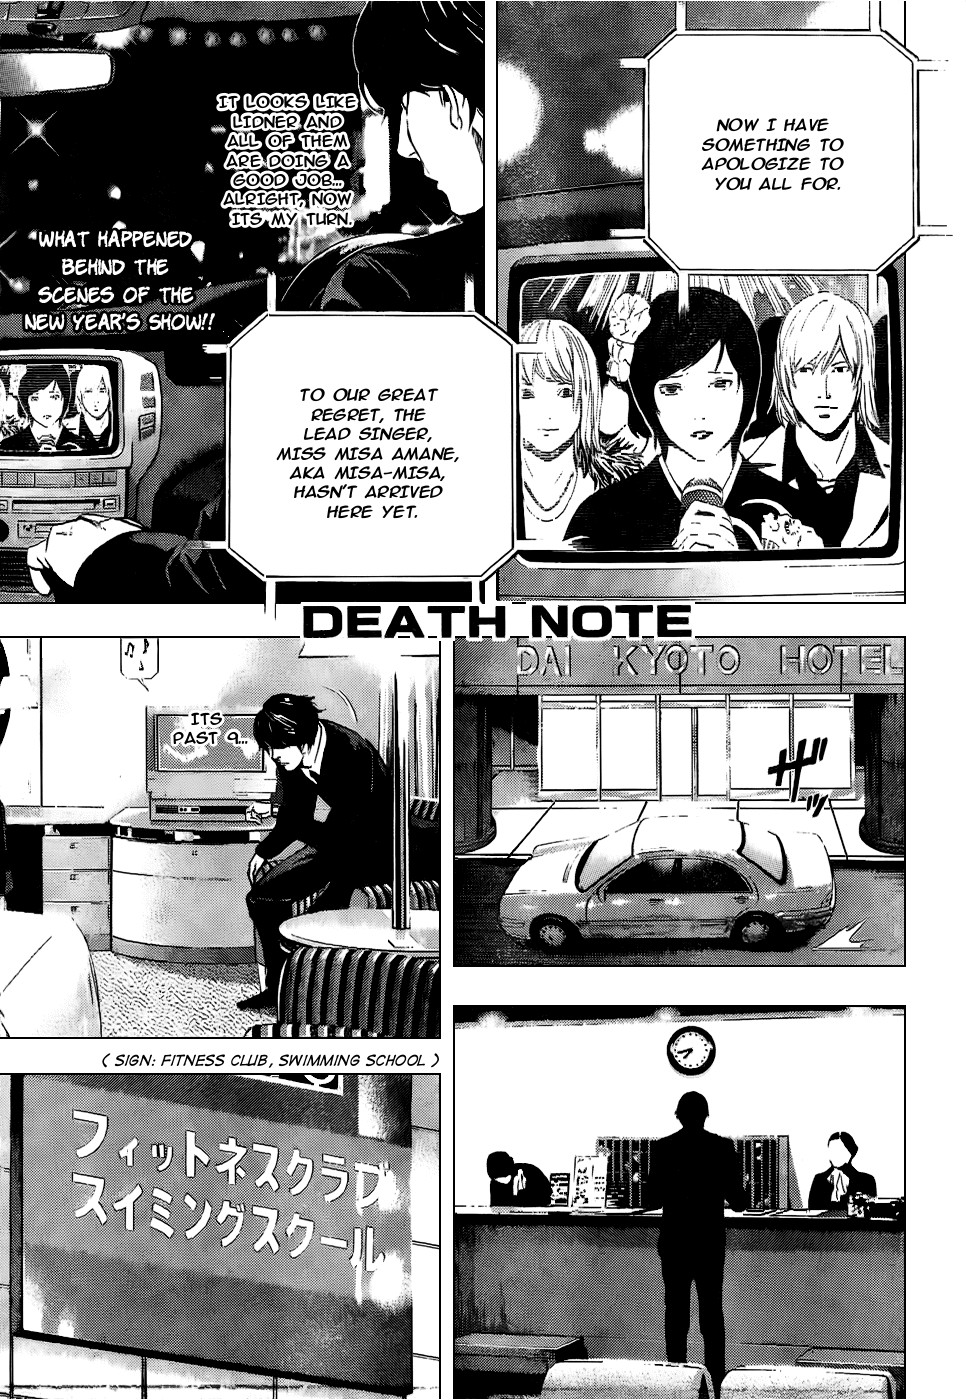 NOW I HAVE
SOMETHING TO
APOLOGIZE TO
YOU ALL FOR.
IT LOOKS LIKE
LIDNER AND
ALL OF THEM
ARE DOING A
GOOD JOB...
ALRIGHT, NOW
ITS MY TURN.
WHAT HAPPENED
BEHIND THE
SCENES OF THE
NEW YEAR'S SHOW!!
TO OUR GREAT
REGRET, THE
LEAD SINGER,
MISS MISA AMANE,
AKA MISA-MISA,
HASN'T ARRIVED
HERE YET.
DEATH NOTE
DAI KYOTO HOTEL
ザッ
ITS
PAST 9...
( SIGN: FITNESS CLUB, SWIMMING SCHOOL )
フィットネスクラブ
スイミングスクール